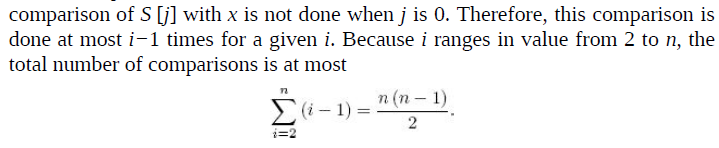 comparison of S [j] with x is not done when j is 0. Therefore, this comparison is
done at most i−1 times for a given i. Because i ranges in value from 2 to n, the
total number of comparisons is at most
n
∑ (i − 1) = n (n − 1) / 2.
i=2